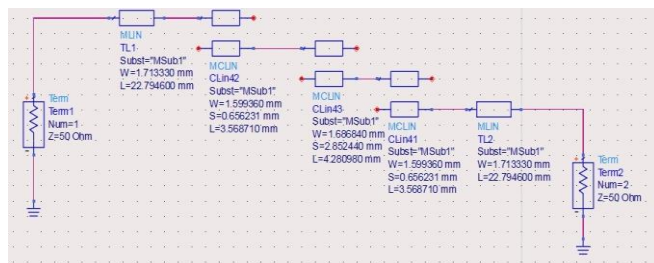 MLIN
TL1
Subst="MSub1"
W=1.713330 mm
L=22.794600 mm
MCLIN
CLin42
Subst="MSub1"
W=1.599360 mm
S=0.656231 mm
L=3.568710 mm
MCLIN
CLin43
Subst="MSub1"
W=1.686840 mm
S=2.852440 mm
L=4.280980 mm
MCLIN
CLin41
Subst="MSub1"
W=1.599360 mm
S=0.656231 mm
L=3.568710 mm
MLIN
TL2
Subst="MSub1"
W=1.713330 mm
L=22.794600 mm
Term
Term1
Num=1
Z=50 Ohm
Term
Term2
Num=2
Z=50 Ohm